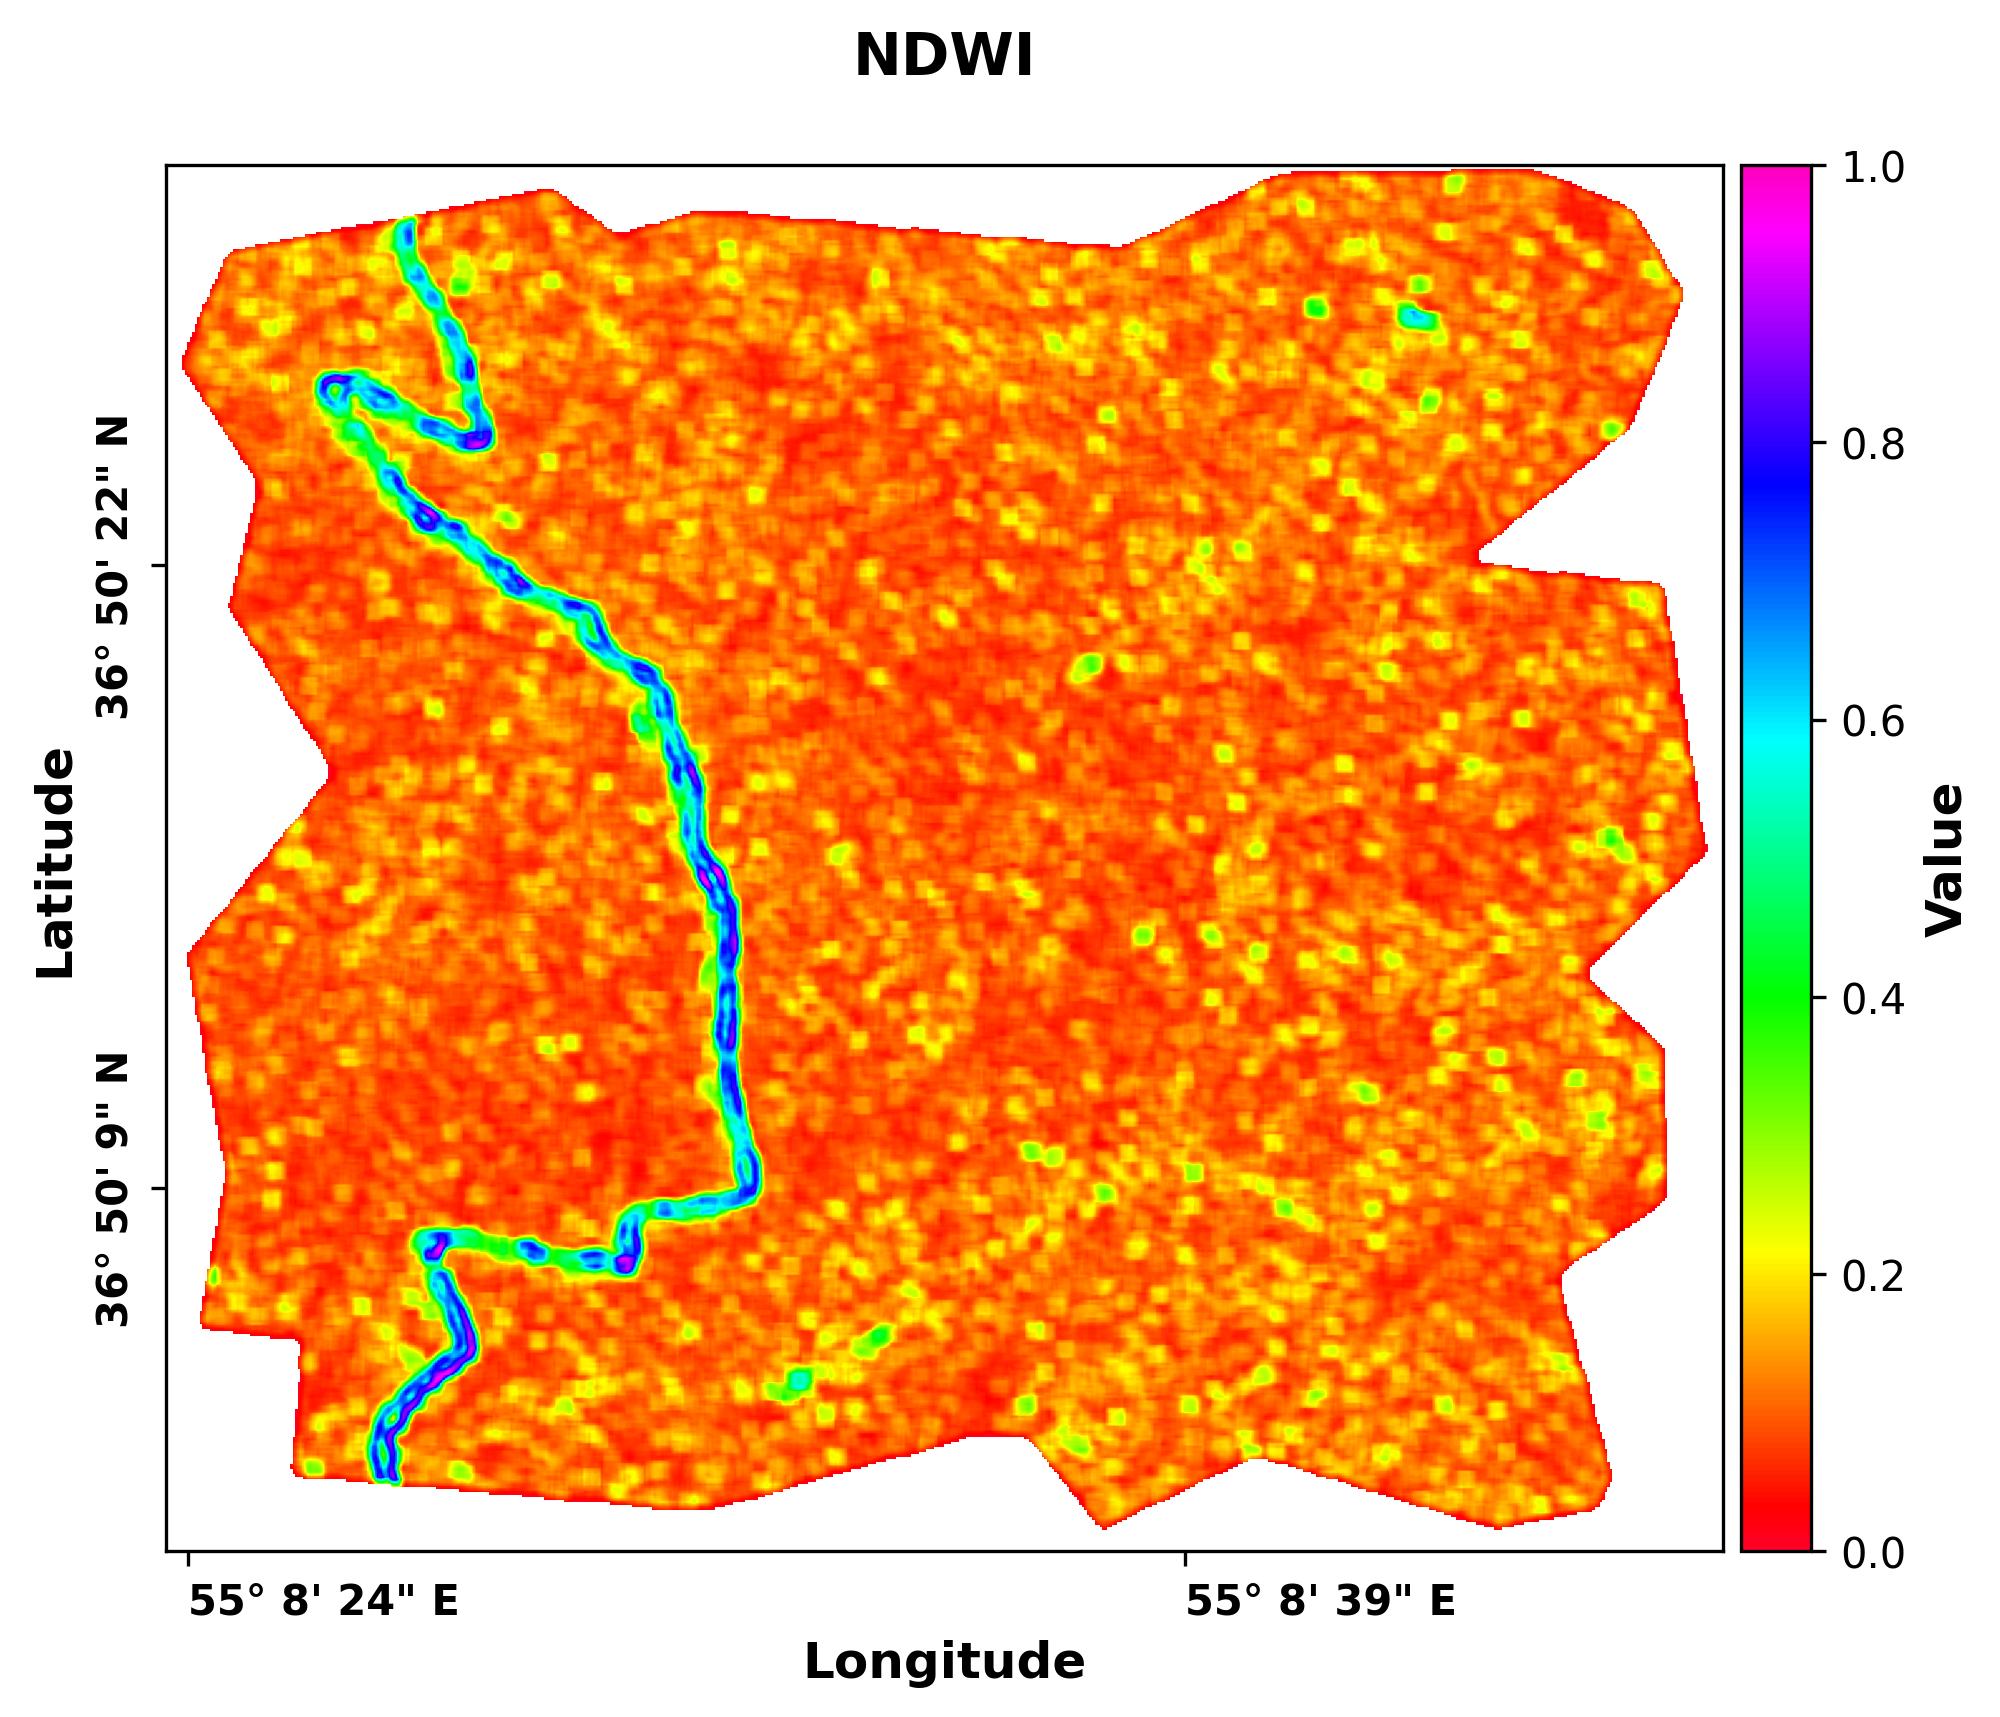 NDWI
1.0
0.8
0.6
0.4
0.2
0.0
Value
Latitude
36° 50' 22" N
36° 50' 9" N
55° 8' 24" E
55° 8' 39" E
Longitude